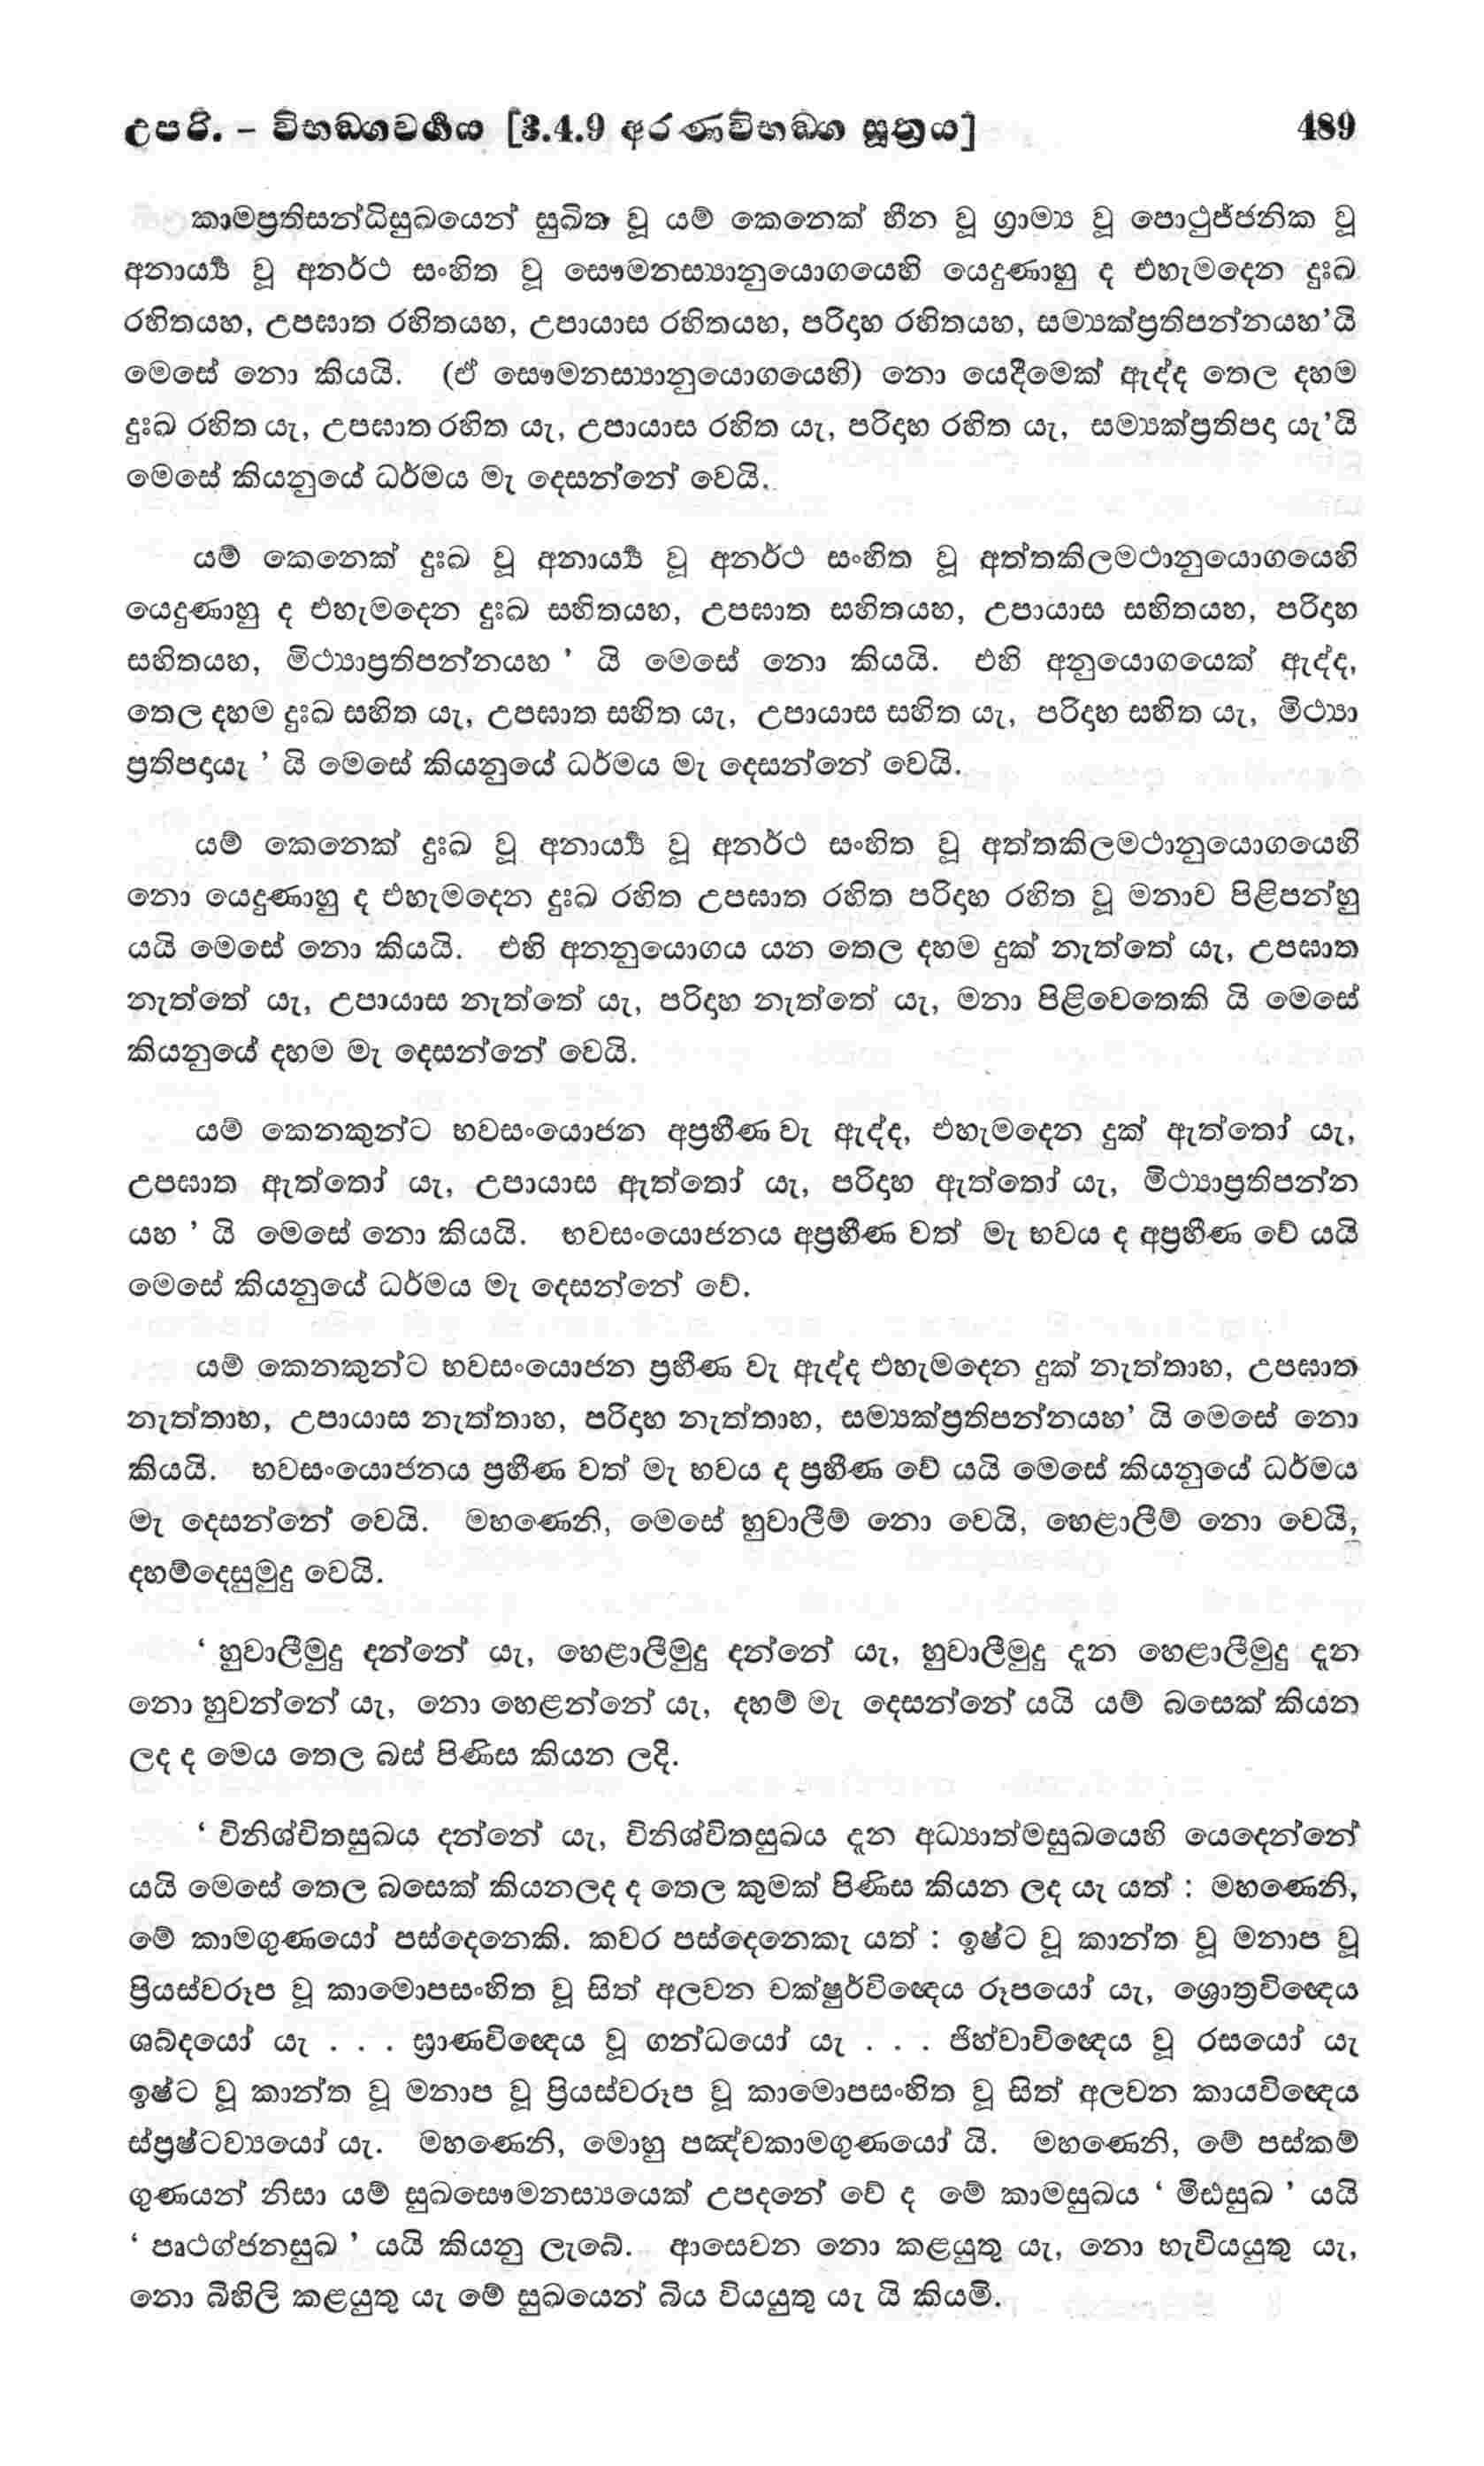 උපරි. – විභඞගවර්‍ගය [3.4.9 අරණවිභඞග සූත්‍රය] 489
කාමප්‍රතිසන්ධිසුඛයෙන් සුඛිත වූ යම් කෙනෙක් හීන වූ ග්‍රාම්‍ය වූ පොථුජ්ජනික වූ
අනාර්‍ය්‍ය වූ අනර්ථ සංහිත වූ සෞමනස්‍යානුයොගයෙහි යෙදුණාහු ද එහැමදෙන දුඃඛ
රහිතයහ, උපඝාත රහිතයහ, උපායාස රහිතයහ, පරිදාහ රහිතයහ, සම්‍යක්ප්‍රතිපන්නයහ’යි
මෙසේ නො කියයි. (ඒ සෞමනස්‍යානුයොගයෙහි) නො යෙදීමෙක් ඇද්ද තෙල දහම
දුඃඛ රහිත යැ, උපඝාත රහිත යැ, උපායාස රහිත යැ, පරිදාහ රහිත යැ, සම්‍යක්ප්‍රතිපදා යැ’යි
මෙසේ කියනුයේ ධර්මය මැ දෙසන්නේ වෙයි.
යම් කෙනෙක් දුඃඛ වූ අනාර්‍ය්‍ය වූ අනර්ථ සංහිත වූ අත්තකිලමථානුයොගයෙහි
යෙදුණාහු ද එහැමදෙන දුඃඛ සහිතයහ, උපඝාත සහිතයහ, උපායාස සහිතයහ, පරිදාහ
සහිතයහ, මිථ්‍යාප්‍රතිපන්නයහ ’ යි මෙසේ නො කියයි. එහි අනුයොගයෙක් ඇද්ද,
තෙල දහම දුඃඛ සහිත යැ, උපඝාත සහිත යැ, උපායාස සහිත යැ, පරිදාහ සහිත යැ, මිථ්‍යා
ප්‍රතිපදායැ ’ යි මෙසේ කියනුයේ ධර්මය මැ දෙසන්නේ වෙයි.
යම් කෙනෙක් දුඃඛ වූ අනාර්‍ය්‍ය වූ අනර්ථ සංහිත වූ අත්තකිලමථානුයොගයෙහි
නො යෙදුණාහු ද එහැමදෙන දුඃඛ රහිත උපඝාත රහිත පරිදාහ රහිත වූ මනාව පිළිපන්හු
යයි මෙසේ නො කියයි. එහි අනනුයොගය යන තෙල දහම දුක් නැත්තේ යැ, උපඝාත
නැත්තේ යැ, උපායාස නැත්තේ යැ, පරිදාහ නැත්තේ යැ, මනා පිළිවෙතෙකි යි මෙසේ
කියනුයේ දහම මැ දෙසන්නේ වෙයි.
යම් කෙනකුන්ට භවසංයොජන අප්‍රහීණ වැ ඇද්ද, එහැමදෙන දුක් ඇත්තෝ යැ,
උපඝාත ඇත්තෝ යැ, උපායාස ඇත්තෝ යැ, පරිදාහ ඇත්තෝ යැ, මිථ්‍යාප්‍රතිපන්න
යහ ’ යි මෙසේ නො කියයි. භවසංයොජනය අප්‍රහීණ වත් මැ භවය ද අප්‍රහීණ වේ යයි
මෙසේ කියනුයේ ධර්මය මැ දෙසන්නේ වේ.
යම් කෙනකුන්ට භවසංයොජන ප්‍රහීණ වැ ඇද්ද එහැමදෙන දුක් නැත්තාහ, උපඝාත
නැත්තාහ, උපායාස නැත්තාහ, පරිදාහ නැත්තාහ, සම්‍යක්ප්‍රතිපන්නයහ’ යි මෙසේ නො
කියයි. භවසංයොජනය ප්‍රහීණ වත් මැ භවය ද ප්‍රහීණ වේ යයි මෙසේ කියනුයේ ධර්මය
මැ දෙසන්නේ වෙයි. මහණෙනි, මෙසේ හුවාලීම් නො වෙයි, හෙළාලීම් නො වෙයි,
දහම්දෙසුමුදු වෙයි.
‘ හුවාලීමුදු දන්නේ යැ, හෙළාලීමුදු දන්නේ යැ, හුවාලීමුදු දැන හෙළාලීමුදු දැන
නො හුවන්නේ යැ, නො හෙළන්නේ යැ, දහම් මැ දෙසන්නේ යයි යම් බසෙක් කියන
ලද ද මෙය තෙල බස් පිණිස කියන ලදි.
‘ විනිශ්චිතසුඛය දන්නේ යැ, විනිශ්චිතසුඛය දැන අධ්‍යාත්මසුඛයෙහි යෙදෙන්නේ
යයි මෙසේ තෙල බසෙක් කියනලද ද තෙල කුමක් පිණිස කියන ලද යැ යත් : මහණෙනි,
මේ කාමගුණයෝ පස්දෙනෙකි. කවර පස්දෙනෙකැ යත් : ඉෂ්ට වූ කාන්ත වූ මනාප වූ
ප්‍රියස්වරූප වූ කාමොපසංහිත වූ සිත් අලවන චක්ෂුර්විඥෙය රූපයෝ යැ, ශ්‍රොත්‍රවිඥෙය
ශබ්දයෝ යැ . . . ඝ්‍රාණවිඥෙය වූ ගන්ධයෝ යැ . . . ජිහ්වාවිඥෙය වූ රසයෝ යැ
ඉෂ්ට වූ කාන්ත වූ මනාප වූ ප්‍රියස්වරූප වූ කාමොපසංහිත වූ සිත් අලවන කායවිඥෙය
ස්ප්‍රෂ්ටව්‍යයෝ යැ. මහණෙනි, මොහු පඤ්චකාමගුණයෝ යි. මහණෙනි, මේ පස්කම්
ගුණයන් නිසා යම් සුඛසෞමනස්‍යයෙක් උපදනේ වේ ද මේ කාමසුඛය ‘ මීඪසුඛ ’ යයි
‘ පෘථග්ජනසුඛ ’ යයි කියනු ලැබේ. ආසෙවන නො කළයුතු යැ, නො භැවියයුතු යැ,
නො බිහිලි කළයුතු යැ මේ සුඛයෙන් බිය වියයුතු යැ යි කියමි.